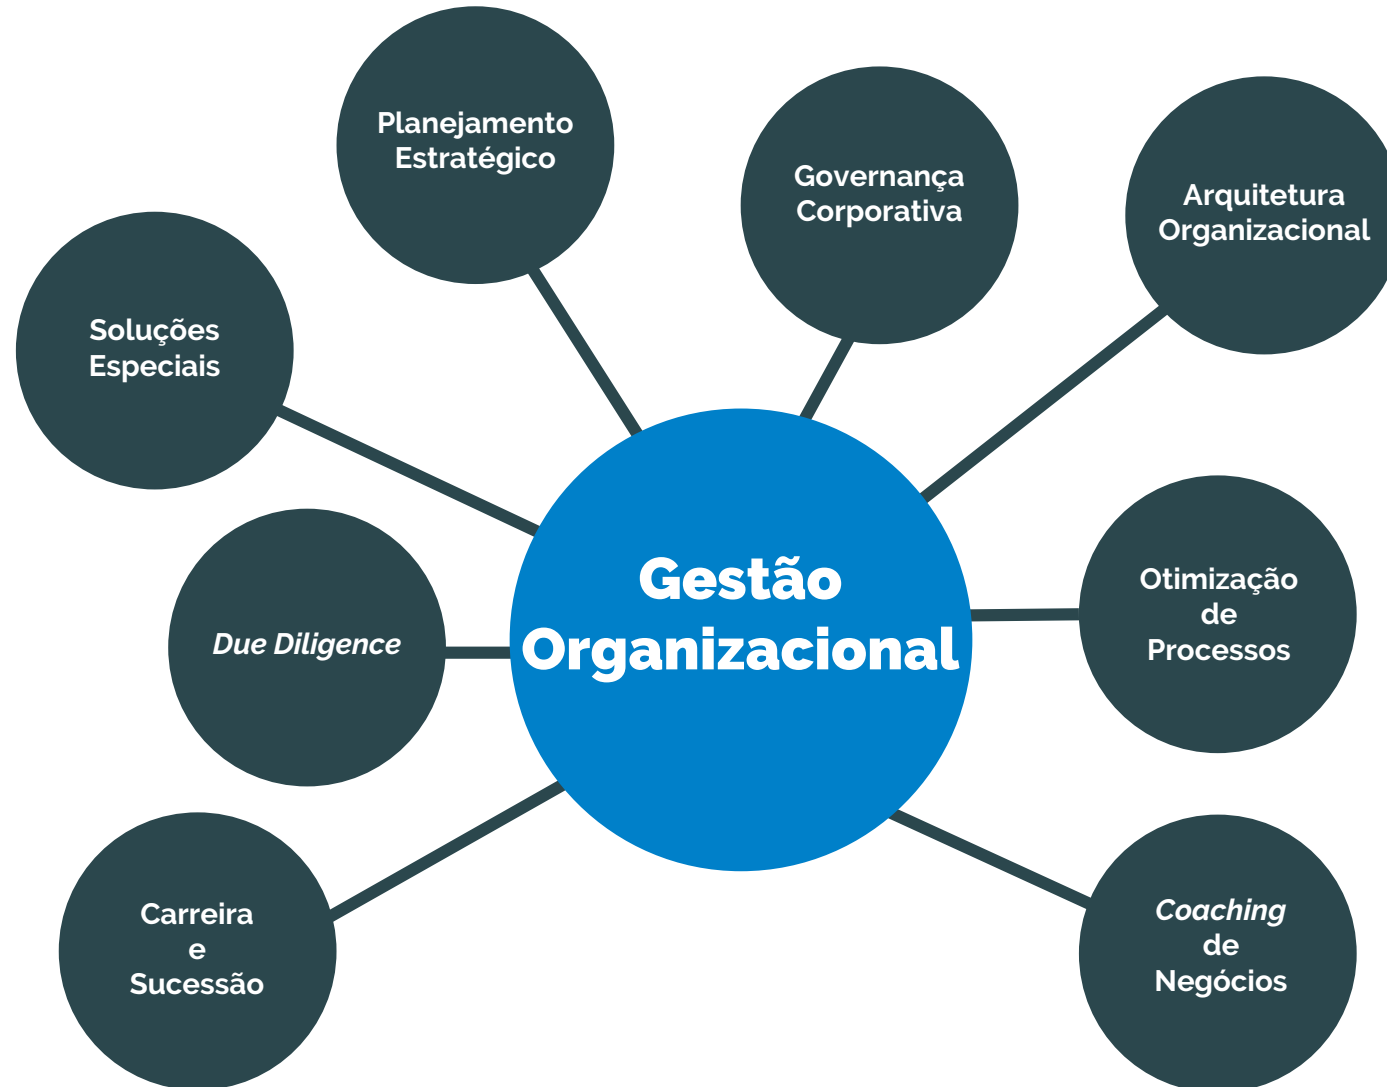 Planejamento
Estratégico
Governança
Corporativa
Arquitetura
Organizacional
Soluções
Especiais
Gestão
Organizacional
Otimização
de
Processos
Due Diligence
Carreira
e
Sucessão
Coaching
de
Negócios